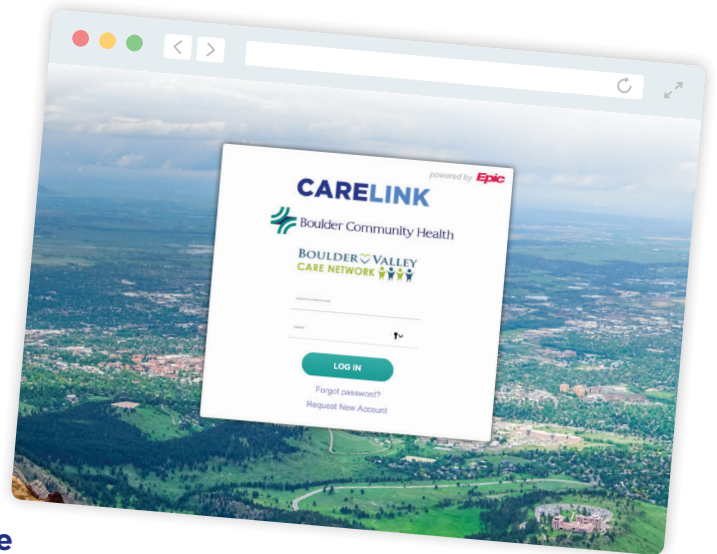 powered by Epic
CARELINK
Boulder Community Health
BOULDER VALLEY
CARE NETWORK
LOG IN
Forgot password?
Request New Account
e